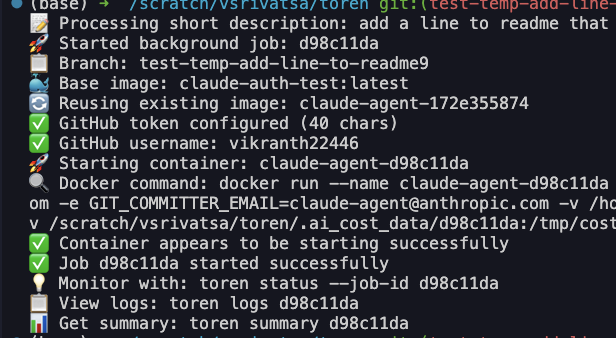 (base) → /scratch/vsrivatsa/toren git:(test-temp-add-line-
Processing short description: add a line to readme that
Started background job: d98c11da
Branch: test-temp-add-line-to-readme9
Base image: claude-auth-test:latest
Reusing existing image: claude-agent-172e355874
GitHub token configured (40 chars)
GitHub username: vikranth22446
Starting container: claude-agent-d98c11da
Docker command: docker run --name claude-agent-d98c11da
om -e GIT_COMMITTER_EMAIL=claude-agent@anthropic.com -v /ho
v /scratch/vsrivatsa/toren/.ai_cost_data/d98c11da:/tmp/cost
Container appears to be starting successfully
Job d98c11da started successfully
Monitor with: toren status --job-id d98c11da
View logs: toren logs d98c11da
Get summary: toren summary d98c11da